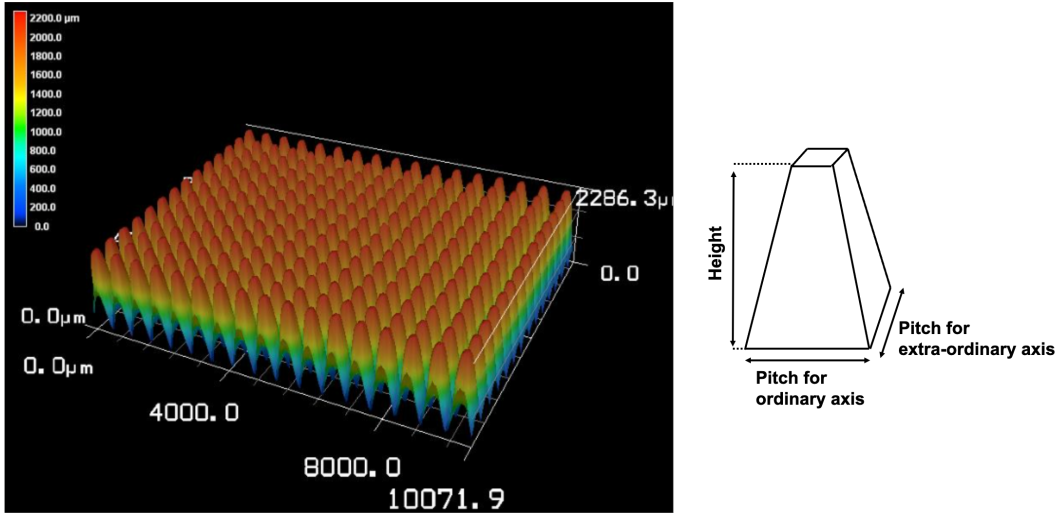 2200.0 µm
2000.0
1800.0
1600.0
1400.0
1200.0
1000.0
800.0
600.0
400.0
200.0
0.0
2286.3µ
0.0
0.0µm
0.0µm
4000.0
8000.0
10071.9
Height
Pitch for
extra-ordinary axis
Pitch for
ordinary axis